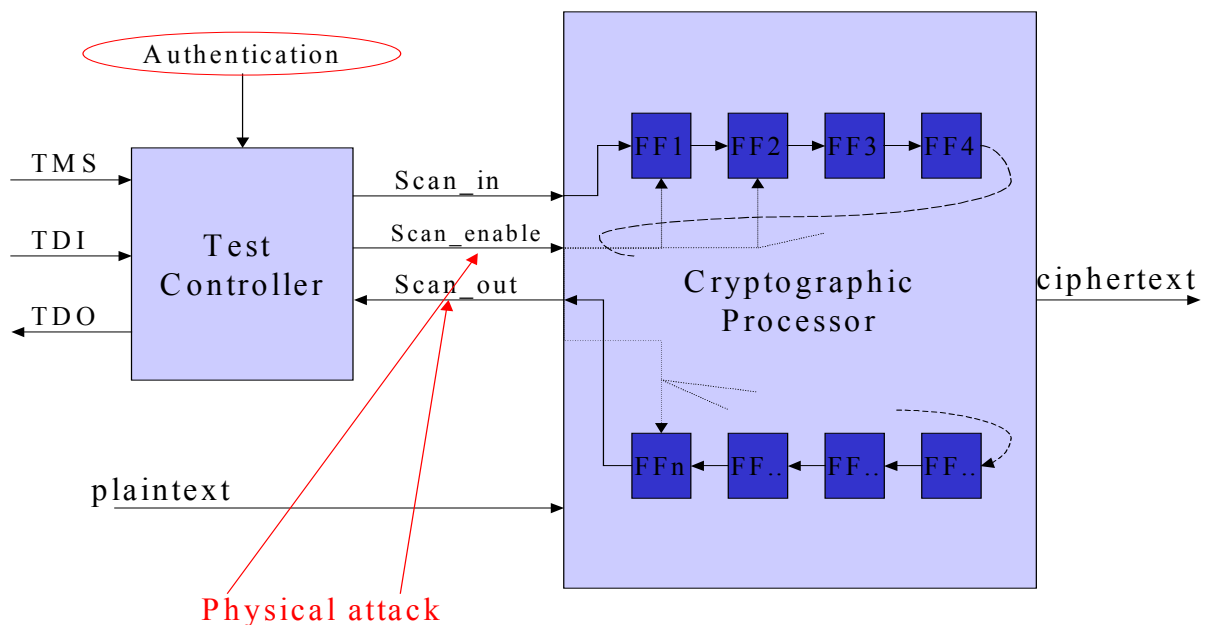 Authentication
TMS
TDI
TDO
Test
Controller
Scan_in
Scan_enable
Scan_out
FF1
FF2
FF3
FF4
Cryptographic
Processor
ciphertext
FFn
FF..
FF..
FF..
plaintext
Physical attack